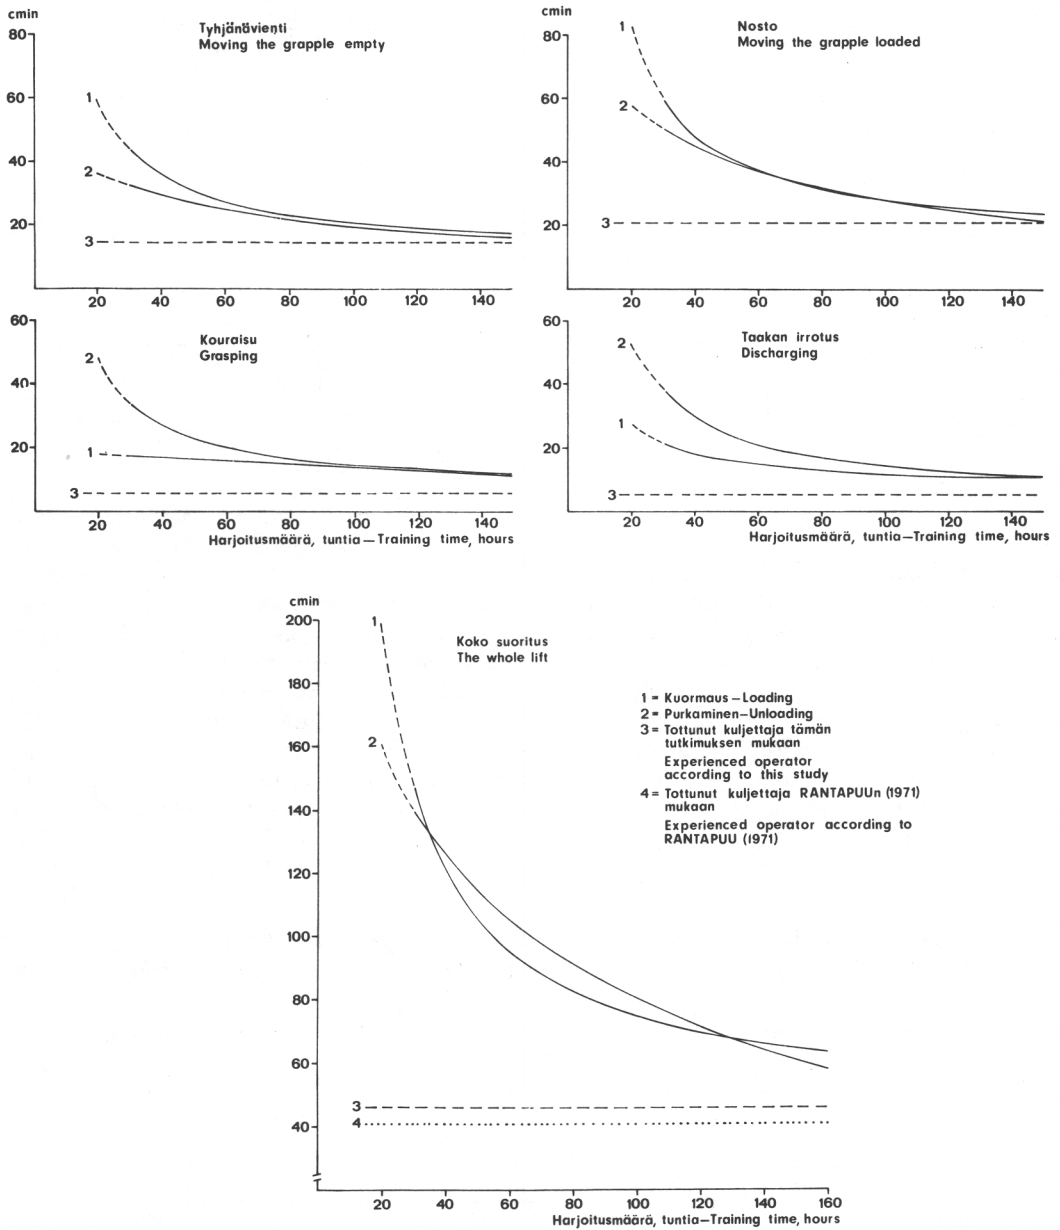 cmin
Tyhjänävienti
Moving the grapple empty
80
60
40
20
1
2
3
20 40 60 80 100 120 140
cmin
Nosto
Moving the grapple loaded
80
60
40
20
1
2
3
20 40 60 80 100 120 140
60
40
20
Kouraisu
Grasping
2
1
3
20 40 60 80 100 120 140
Harjoitusmäärä, tuntia—Training time, hours
60
40
20
Taakan irrotus
Discharging
2
1
3
20 40 60 80 100 120 140
Harjoitusmäärä, tuntia—Training time, hours
cmin
200
180
160
140
120
100
80
60
40
Koko suoritus
The whole lift
1
2
3
4
1 = Kuormaus – Loading
2 = Purkaminen–Unloading
3 = Tottunut kuljettaja tämän
tutkimuksen mukaan
Experienced operator
according to this study
4 = Tottunut kuljettaja RANTAPUUn (1971)
mukaan
Experienced operator according to
RANTAPUU (1971)
20 40 60 80 100 120 140 160
Harjoitusmäärä, tuntia—Training time, hours